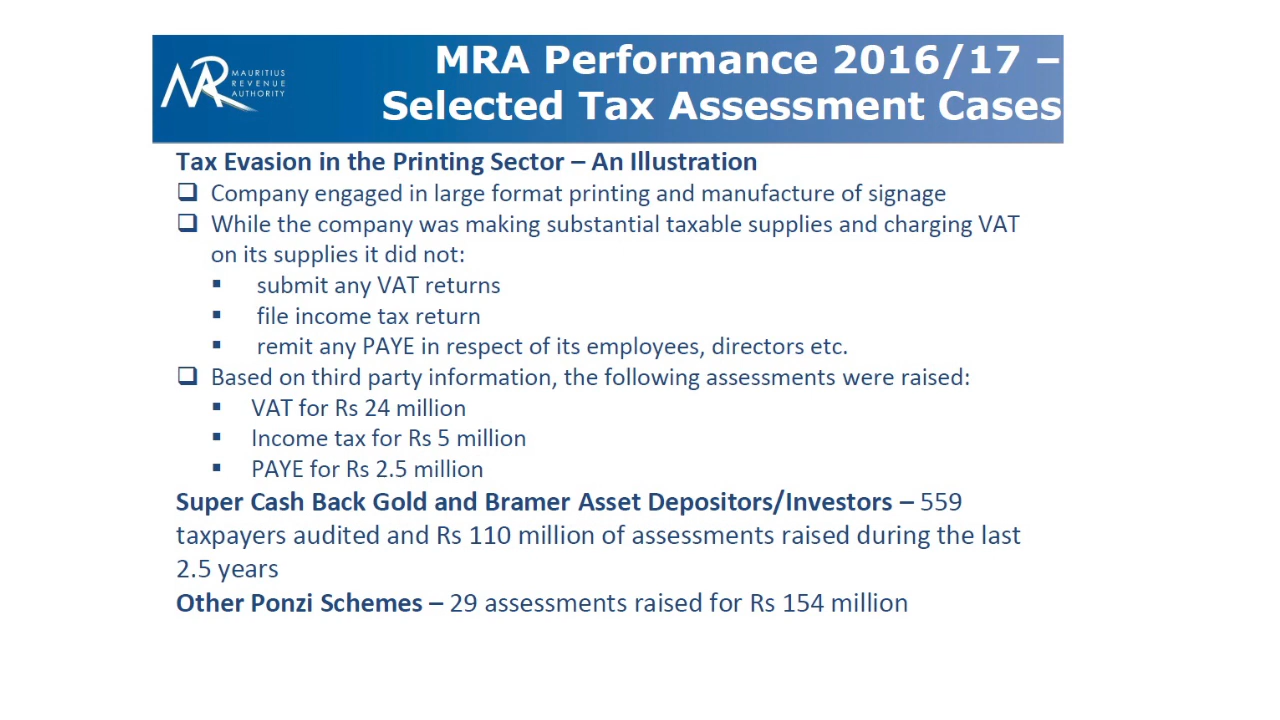 MAURITIUS
REVENUE
AUTHORITY
MRA Performance 2016/17 –
Selected Tax Assessment Cases
Tax Evasion in the Printing Sector – An Illustration
❑ Company engaged in large format printing and manufacture of signage
❑ While the company was making substantial taxable supplies and charging VAT
on its supplies it did not:
▪ submit any VAT returns
▪ file income tax return
▪ remit any PAYE in respect of its employees, directors etc.
❑ Based on third party information, the following assessments were raised:
▪ VAT for Rs 24 million
▪ Income tax for Rs 5 million
▪ PAYE for Rs 2.5 million
Super Cash Back Gold and Bramer Asset Depositors/Investors – 559
taxpayers audited and Rs 110 million of assessments raised during the last
2.5 years
Other Ponzi Schemes – 29 assessments raised for Rs 154 million